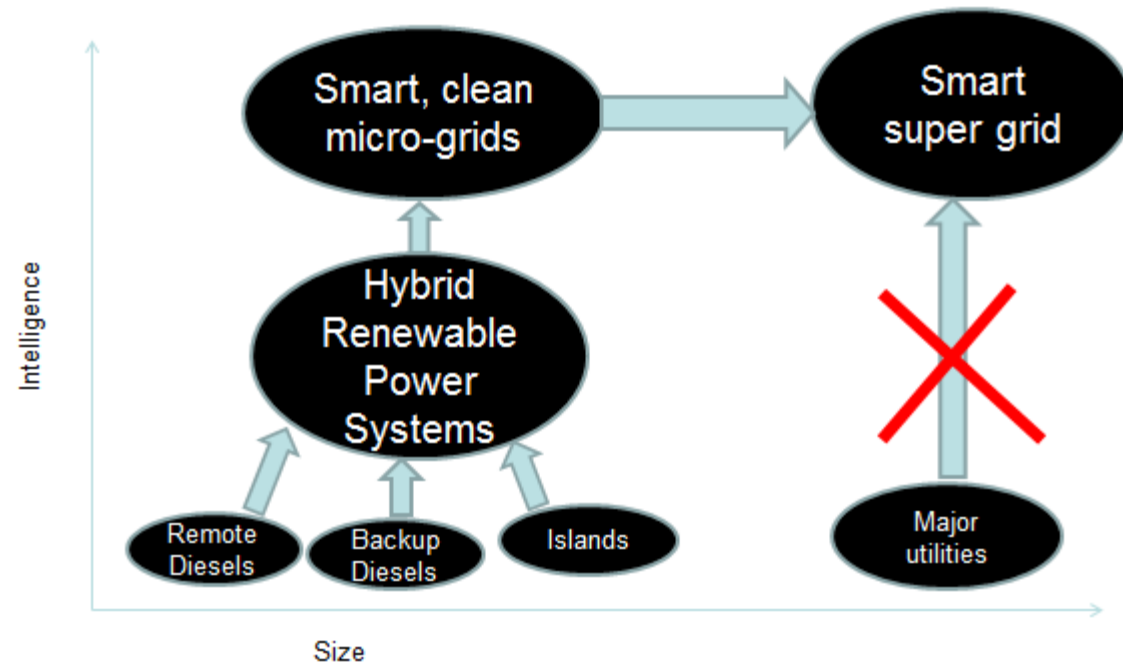 Smart, clean
micro-grids
Smart
super grid
Intelligence
Hybrid
Renewable
Power
Systems
Remote
Diesels
Backup
Diesels
Islands
Major
utilities
Size